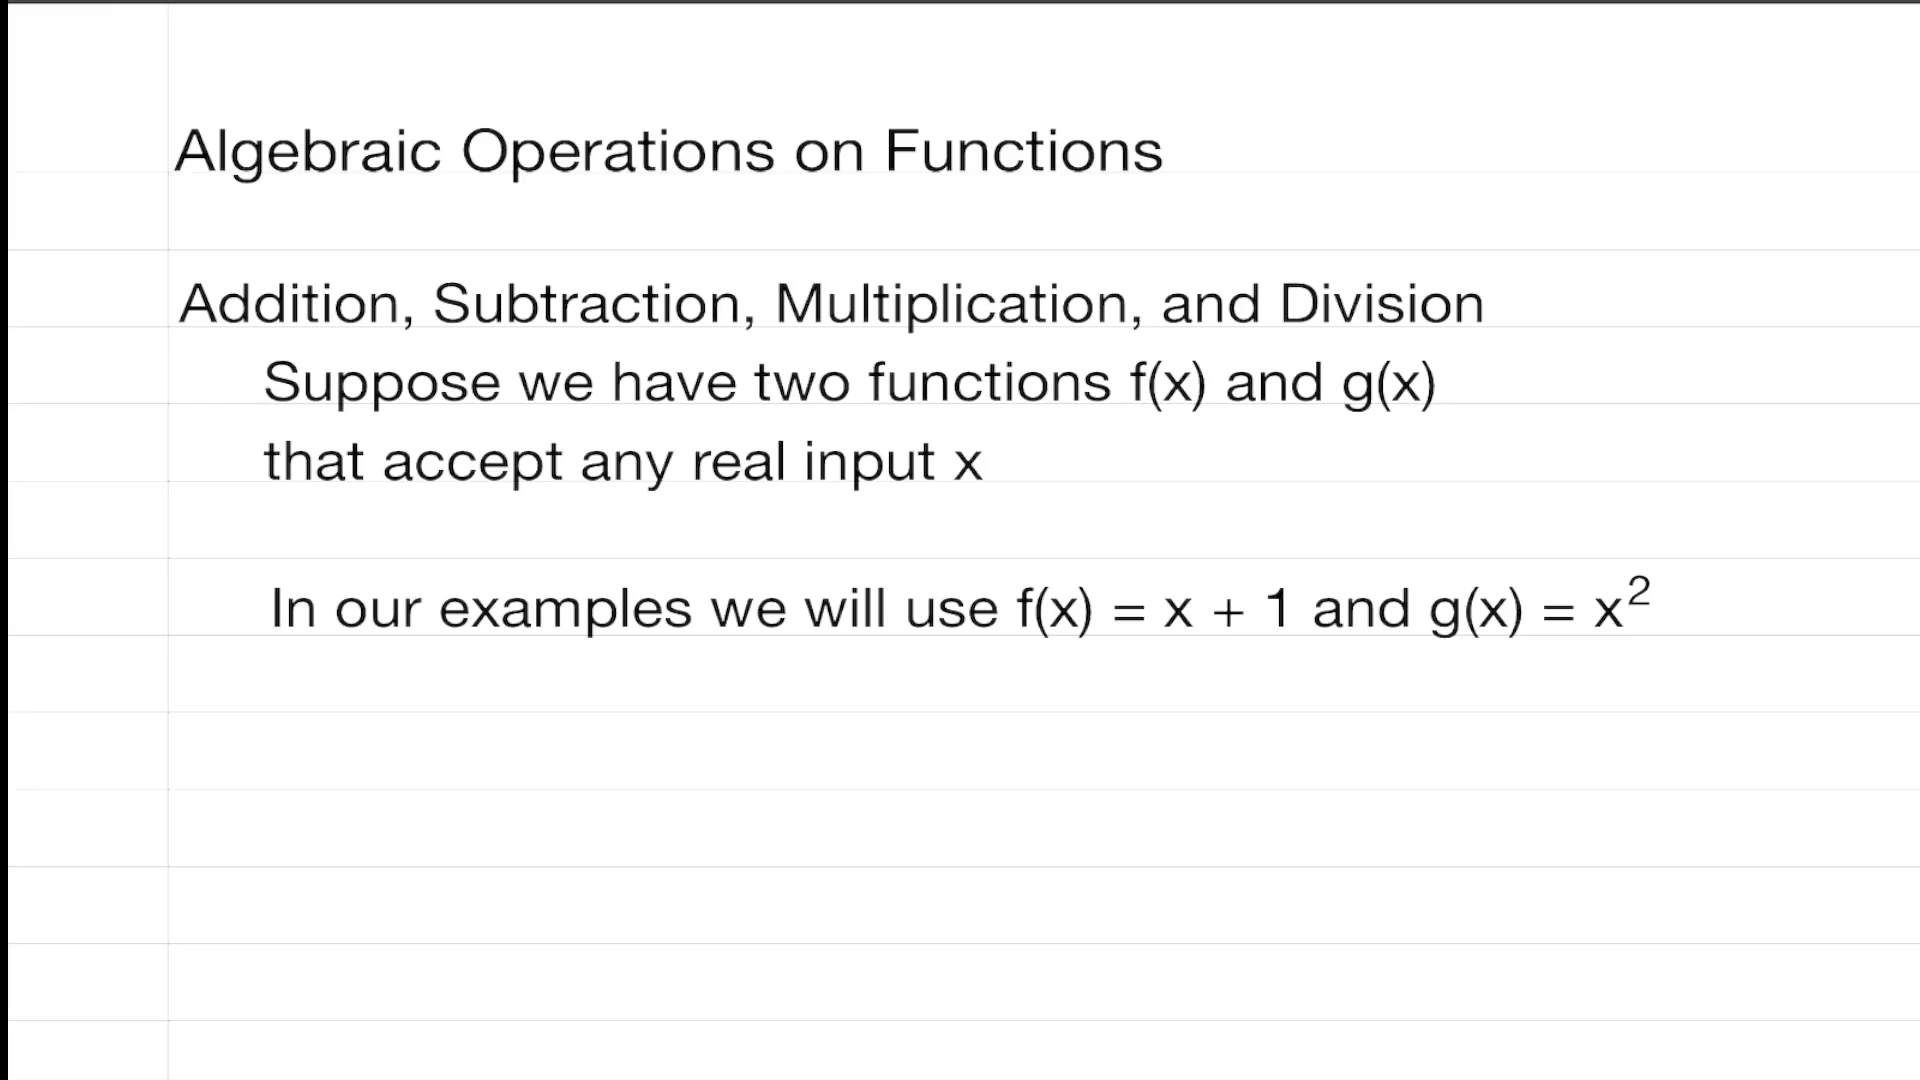 Algebraic Operations on Functions
Addition, Subtraction, Multiplication, and Division
Suppose we have two functions f(x) and g(x)
that accept any real input x
In our examples we will use f(x) = x + 1 and g(x) = x²